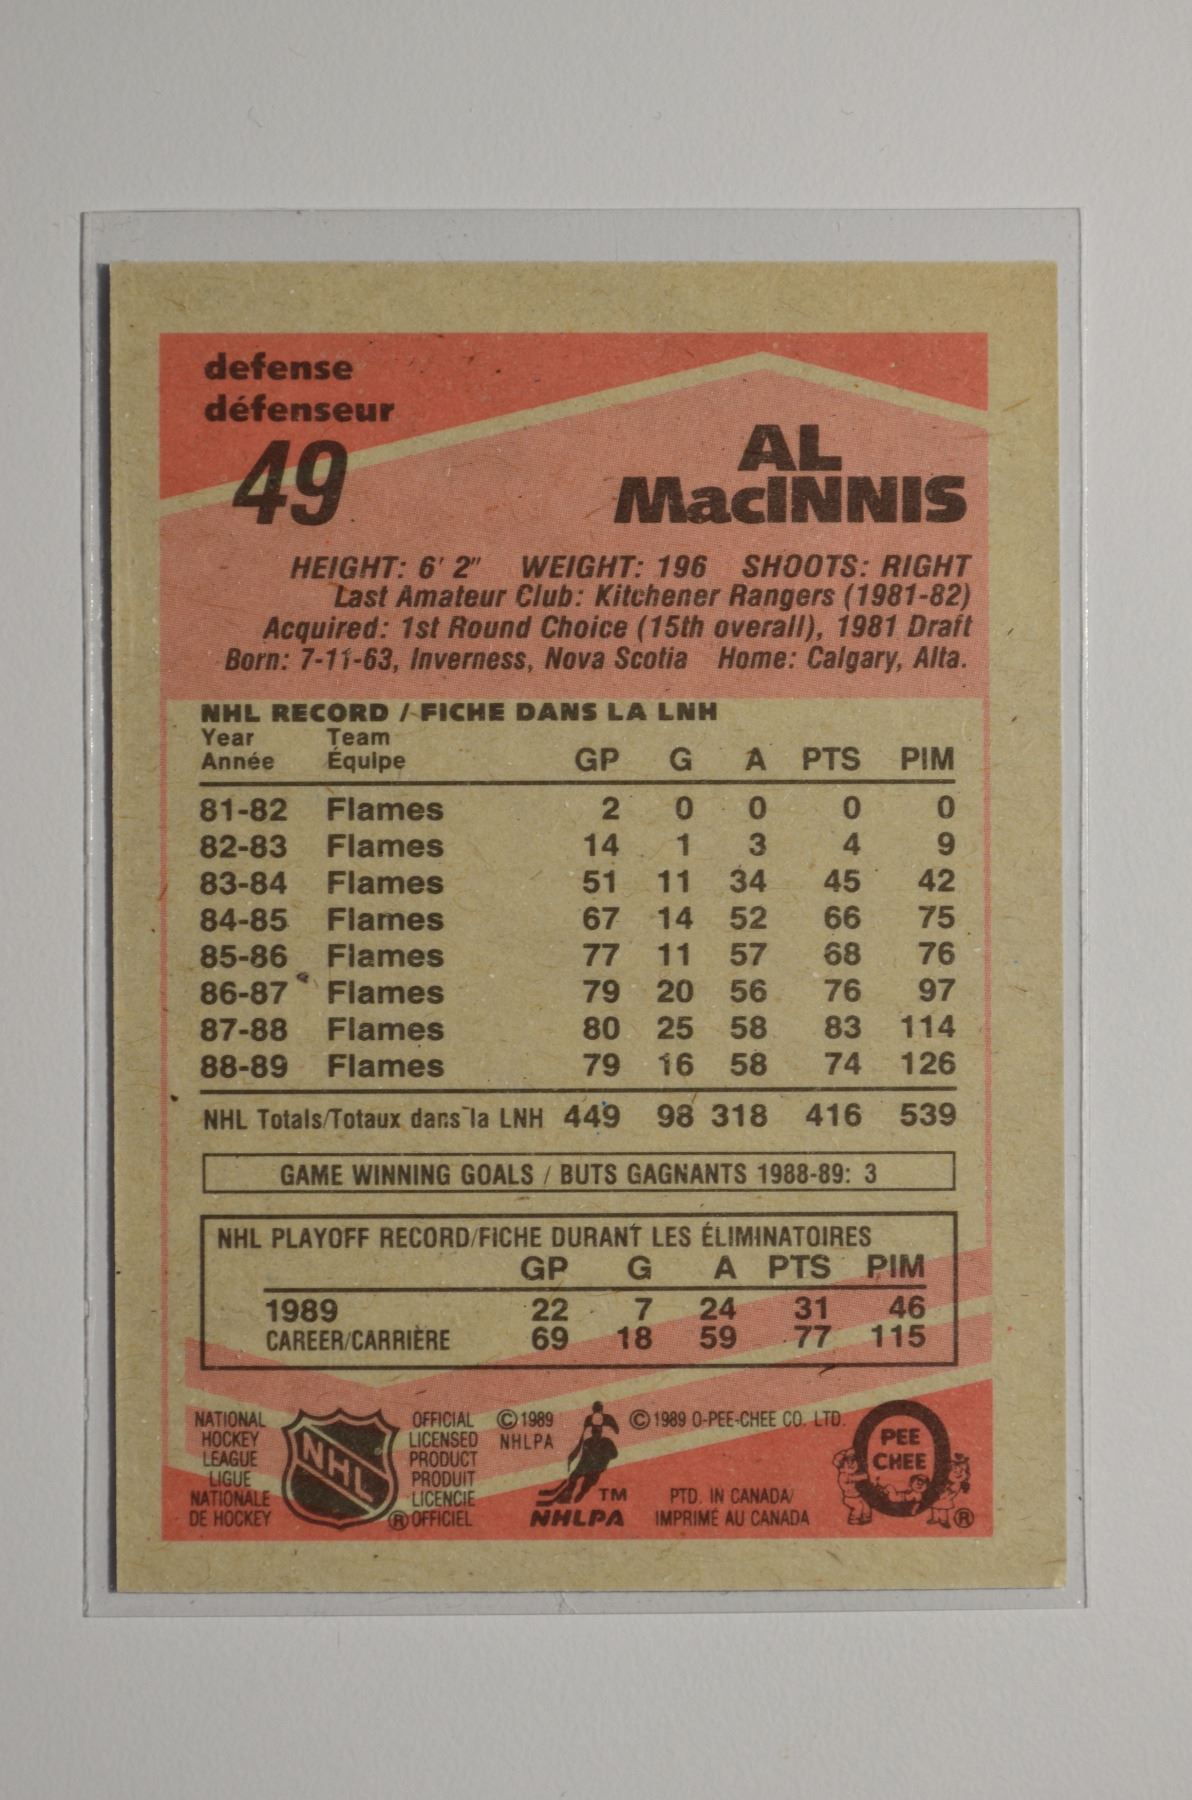 defense
défenseur
49
AL
MacINNIS
HEIGHT: 6' 2" WEIGHT: 196 SHOOTS: RIGHT
Last Amateur Club: Kitchener Rangers (1981-82)
Acquired: 1st Round Choice (15th overall), 1981 Draft
Born: 7-11-63, Inverness, Nova Scotia Home: Calgary, Alta.
NHL RECORD / FICHE DANS LA LNH
Year Team
Année Équipe GP G A PTS PIM
81-82 Flames 2 0 0 0 0
82-83 Flames 14 1 3 4 9
83-84 Flames 51 11 34 45 42
84-85 Flames 67 14 52 66 75
85-86 Flames 77 11 57 68 76
86-87 Flames 79 20 56 76 97
87-88 Flames 80 25 58 83 114
88-89 Flames 79 16 58 74 126
NHL Totals/Totaux dans la LNH 449 98 318 416 539
GAME WINNING GOALS / BUTS GAGNANTS 1988-89: 3
NHL PLAYOFF RECORD/FICHE DURANT LES ÉLIMINATOIRES
GP G A PTS PIM
1989 22 7 24 31 46
CAREER/CARRIÈRE 69 18 59 77 115
NATIONAL
HOCKEY
LEAGUE
LIGUE
NATIONALE
DE HOCKEY
NHL
OFFICIAL
LICENSED
PRODUCT
PRODUIT
LICENCIE
® OFFICIEL
©1989
NHLPA
TM
NHLPA
©1989 O-PEE-CHEE CO. LTD.
PTD. IN CANADA/
IMPRIMÉ AU CANADA
O
PEE
CHEE
®